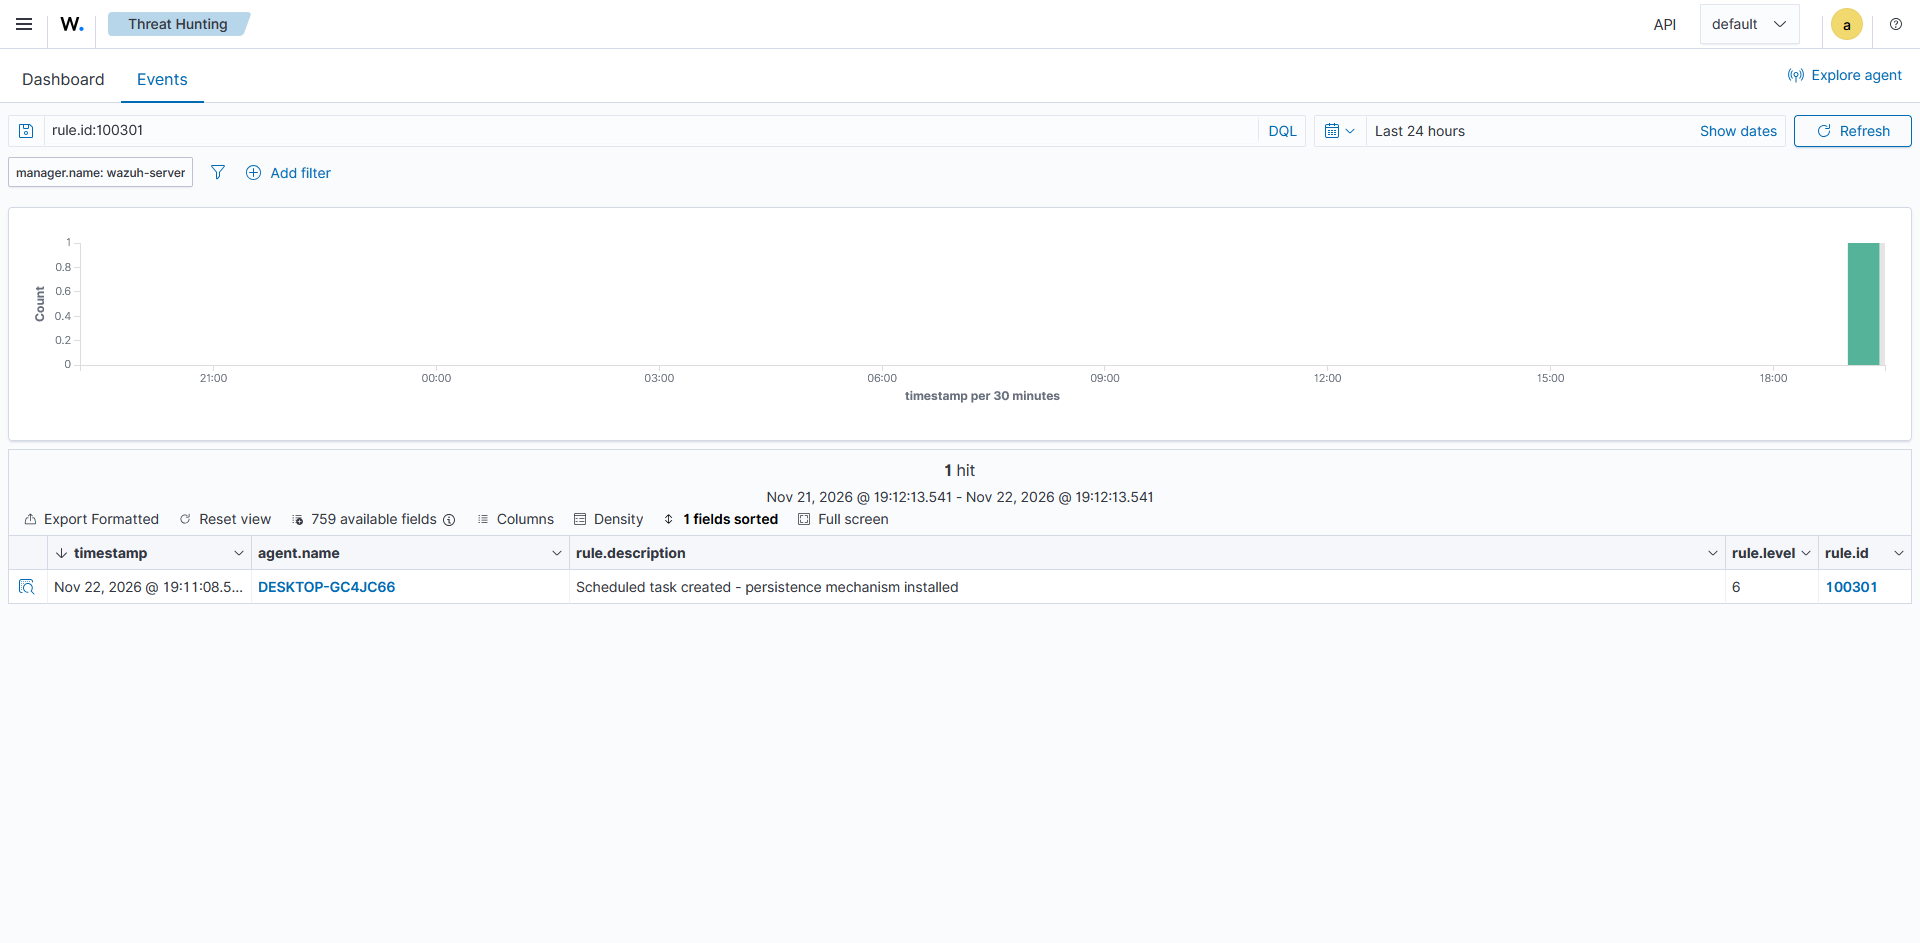 W. Threat Hunting API default a
Dashboard Events Explore agent
rule.id:100301 DQL Last 24 hours Show dates Refresh
manager.name: wazuh-server Add filter
1
0.8
0.6
0.4
0.2
0
Count
21:00 00:00 03:00 06:00 09:00 12:00 15:00 18:00
timestamp per 30 minutes
1 hit
Nov 21, 2026 @ 19:12:13.541 - Nov 22, 2026 @ 19:12:13.541
Export Formatted Reset view 759 available fields Columns Density 1 fields sorted Full screen
timestamp agent.name rule.description rule.level rule.id
Nov 22, 2026 @ 19:11:08.5... DESKTOP-GC4JC66 Scheduled task created - persistence mechanism installed 6 100301